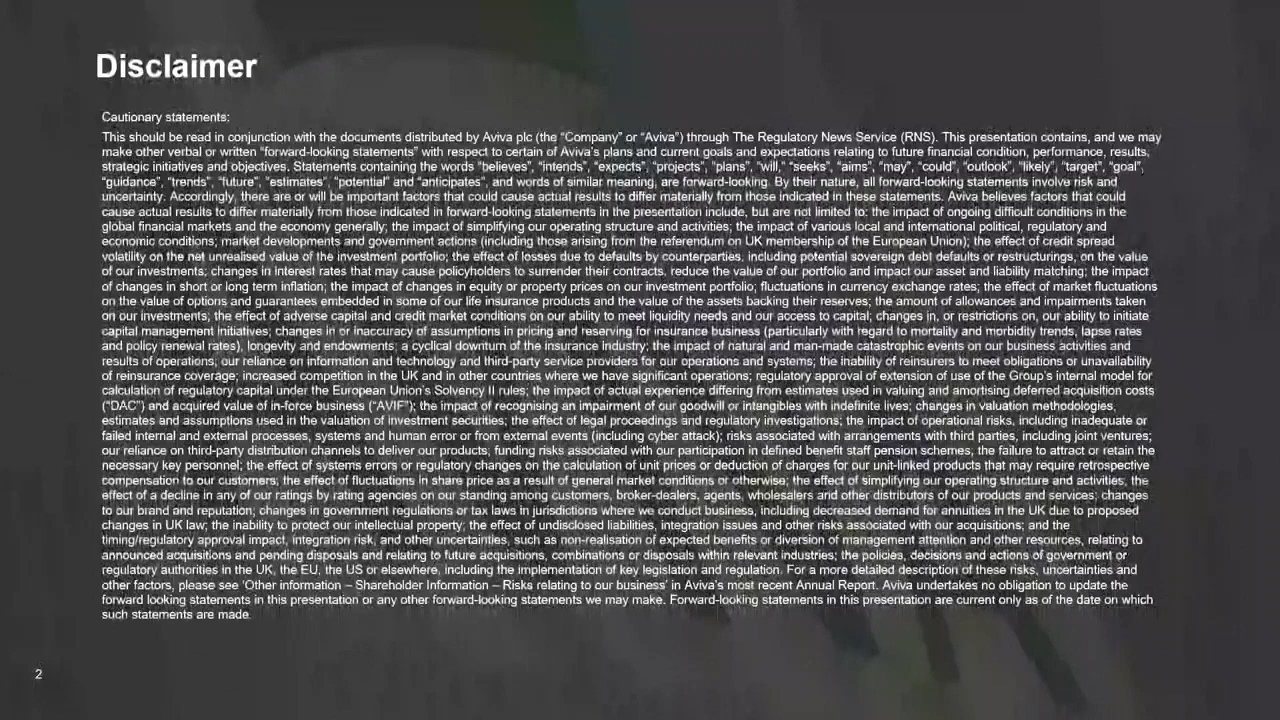 Disclaimer
Cautionary statements:
This should be read in conjunction with the documents distributed by Aviva plc (the “Company” or “Aviva”) through The Regulatory News Service (RNS). This presentation contains, and we may
make other verbal or written “forward-looking statements” with respect to certain of Aviva’s plans and current goals and expectations relating to future financial condition, performance, results,
strategic initiatives and objectives. Statements containing the words “believes”, “intends”, “expects”, “projects”, “plans”, “will,” “seeks”, “aims”, “may”, “could”, “outlook”, “likely”, “target”, “goal”,
“guidance”, “trends”, “future”, “estimates”, “potential” and “anticipates”, and words of similar meaning, are forward-looking. By their nature, all forward-looking statements involve risk and
uncertainty. Accordingly, there are or will be important factors that could cause actual results to differ materially from those indicated in these statements. Aviva believes factors that could
cause actual results to differ materially from those indicated in forward-looking statements in the presentation include, but are not limited to: the impact of ongoing difficult conditions in the
global financial markets and the economy generally; the impact of simplifying our operating structure and activities; the impact of various local and international political, regulatory and
economic conditions; market developments and government actions (including those arising from the referendum on UK membership of the European Union); the effect of credit spread
volatility on the net unrealised value of the investment portfolio; the effect of losses due to defaults by counterparties, including potential sovereign debt defaults or restructurings, on the value
of our investments; changes in interest rates that may cause policyholders to surrender their contracts, reduce the value of our portfolio and impact our asset and liability matching; the impact
of changes in short or long term inflation; the impact of changes in equity or property prices on our investment portfolio; fluctuations in currency exchange rates; the effect of market fluctuations
on the value of options and guarantees embedded in some of our life insurance products and the value of the assets backing their reserves; the amount of allowances and impairments taken
on our investments; the effect of adverse capital and credit market conditions on our ability to meet liquidity needs and our access to capital; changes in, or restrictions on, our ability to initiate
capital management initiatives; changes in or inaccuracy of assumptions in pricing and reserving for insurance business (particularly with regard to mortality and morbidity trends, lapse rates
and policy renewal rates), longevity and endowments; a cyclical downturn of the insurance industry; the impact of natural and man-made catastrophic events on our business activities and
results of operations; our reliance on information and technology and third-party service providers for our operations and systems; the inability of reinsurers to meet obligations or unavailability
of reinsurance coverage; increased competition in the UK and in other countries where we have significant operations; regulatory approval of extension of use of the Group’s internal model for
calculation of regulatory capital under the European Union’s Solvency II rules; the impact of actual experience differing from estimates used in valuing and amortising deferred acquisition costs
(“DAC”) and acquired value of in-force business (“AVIF”); the impact of recognising an impairment of our goodwill or intangibles with indefinite lives; changes in valuation methodologies,
estimates and assumptions used in the valuation of investment securities; the effect of legal proceedings and regulatory investigations; the impact of operational risks, including inadequate or
failed internal and external processes, systems and human error or from external events (including cyber attack); risks associated with arrangements with third parties, including joint ventures;
our reliance on third-party distribution channels to deliver our products; funding risks associated with our participation in defined benefit staff pension schemes; the failure to attract or retain the
necessary key personnel; the effect of systems errors or regulatory changes on the calculation of unit prices or deduction of charges for our unit-linked products that may require retrospective
compensation to our customers; the effect of fluctuations in share price as a result of general market conditions or otherwise; the effect of simplifying our operating structure and activities, the
effect of a decline in any of our ratings by rating agencies on our standing among customers, broker-dealers, agents, wholesalers and other distributors of our products and services; changes
to our brand and reputation; changes in government regulations or tax laws in jurisdictions where we conduct business, including decreased demand for annuities in the UK due to proposed
changes in UK law; the inability to protect our intellectual property; the effect of undisclosed liabilities, integration issues and other risks associated with our acquisitions; and the
timing/regulatory approval impact, integration risk, and other uncertainties, such as non-realisation of expected benefits or diversion of management attention and other resources, relating to
announced acquisitions and pending disposals and relating to future acquisitions, combinations or disposals within relevant industries; the policies, decisions and actions of government or
regulatory authorities in the UK, the EU, the US or elsewhere, including the implementation of key legislation and regulation. For a more detailed description of these risks, uncertainties and
other factors, please see ‘Other information – Shareholder Information – Risks relating to our business’ in Aviva’s most recent Annual Report. Aviva undertakes no obligation to update the
forward looking statements in this presentation or any other forward-looking statements we may make. Forward-looking statements in this presentation are current only as of the date on which
such statements are made.
2